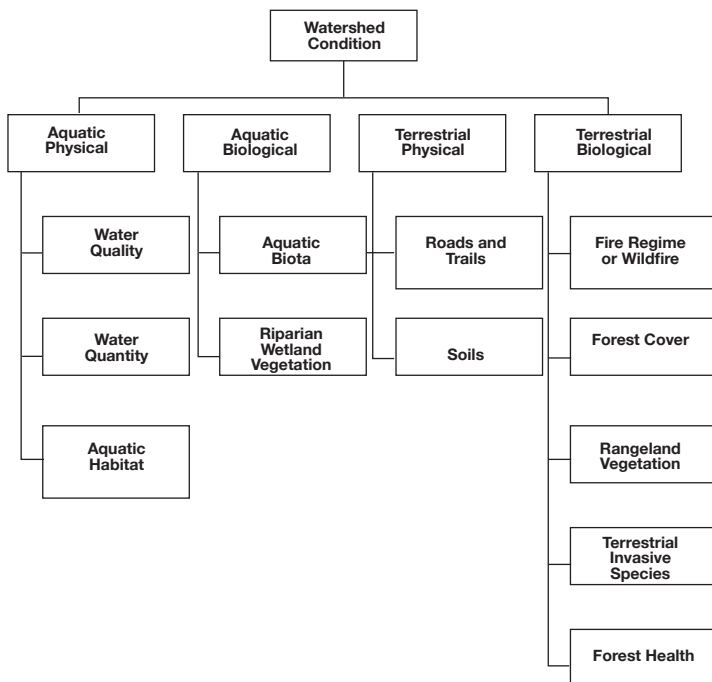 Watershed
Condition
Aquatic
Physical
Aquatic
Biological
Terrestrial
Physical
Terrestrial
Biological
Water
Quality
Water
Quantity
Aquatic
Habitat
Aquatic
Biota
Riparian
Wetland
Vegetation
Roads and
Trails
Soils
Fire Regime
or Wildfire
Forest Cover
Rangeland
Vegetation
Terrestrial
Invasive
Species
Forest Health